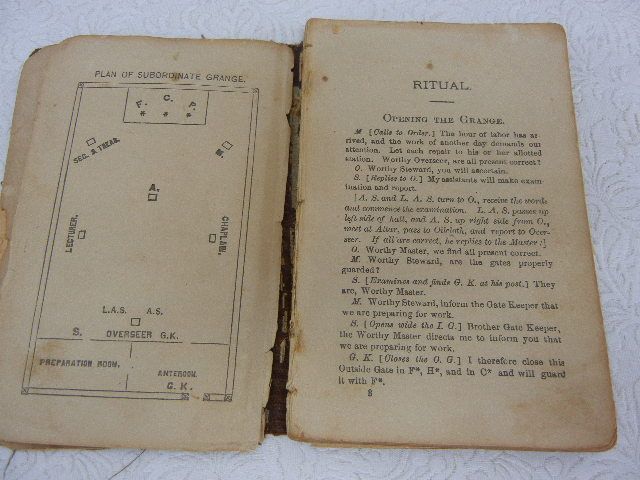 PLAN OF SUBORDINATE GRANGE.
F. C. P.
* * *
SEC. & TREAS.
M.
A.
LECTURER.
CHAPLAIN.
L.A.S. A.S.
S. OVERSEER G.K.
PREPARATION ROOM.
ANTEROOM.
G. K.
RITUAL.
OPENING THE GRANGE.
M [Calls to Order.] The hour of labor has ar-
rived, and the work of another day demands our
attention. Let each repair to his or her allotted
station. Worthy Overseer, are all present correct?
O. Worthy Steward, you will ascertain.
S. [Replies to O.] My assistants will make exam-
ination and report.
[A. S. and L. A. S. turn to O., receive the words
and commence the examination. L. A. S. passes up
left side of hall, and A. S. up right side from O.,
meet at Altar, pass to Oilcloth, and report to Over-
seer. If all are correct, he replies to the Master:]
O. Worthy Master, we find all present correct.
M. Worthy Steward, are the gates properly
guarded?
S. [Examines and finds G. K. at his post.] They
are, Worthy Master.
M. Worthy Steward, inform the Gate Keeper that
we are preparing for work.
S. [Opens wide the I. G.] Brother Gate Keeper,
the Worthy Master directs me to inform you that
we are preparing for work.
G. K. [Closes the O. G.] I therefore close this
Outside Gate in F*, H*, and in C* and will guard
it with F*.